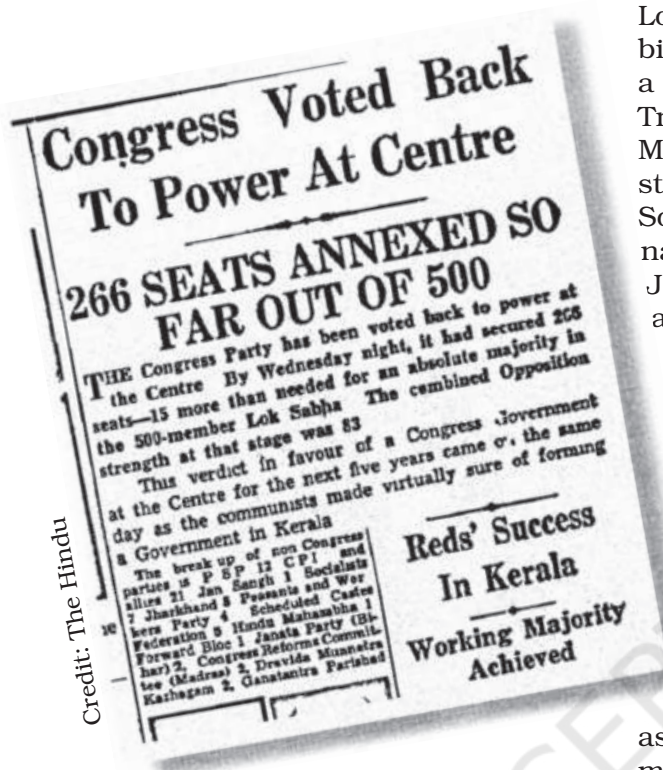 Congress Voted Back
To Power At Centre
266 SEATS ANNEXED SO
FAR OUT OF 500
THE Congress Party has been voted back to power at
the Centre By Wednesday night, it had secured 266
seats—15 more than needed for an absolute majority in
the 500-member Lok Sabha The combined Opposition
strength at that stage was 83
This verdict in favour of a Congress Government
at the Centre for the next five years came on the same
day as the communists made virtually sure of forming
a Government in Kerala
The break up of non Congress
parties is P S P 12 C P I and
allies 21 Jan Sangh 1 Socialists
7 Jharkhand 5 Peasants and Wor
kers Party 4 Scheduled Castes
Federation 5 Hindu Mahasabha 1
Forward Bloc 1 Janata Party (Bi-
har) 2, Congress Reform Commit-
tee (Madras) 2, Dravida Munnetra
Kazhagam 2, Ganatantra Parishad
Reds' Success
In Kerala
Working Majority
Achieved
Credit: The Hindu
Lo
bi
a
Tr
M
st
So
na
J
a
as